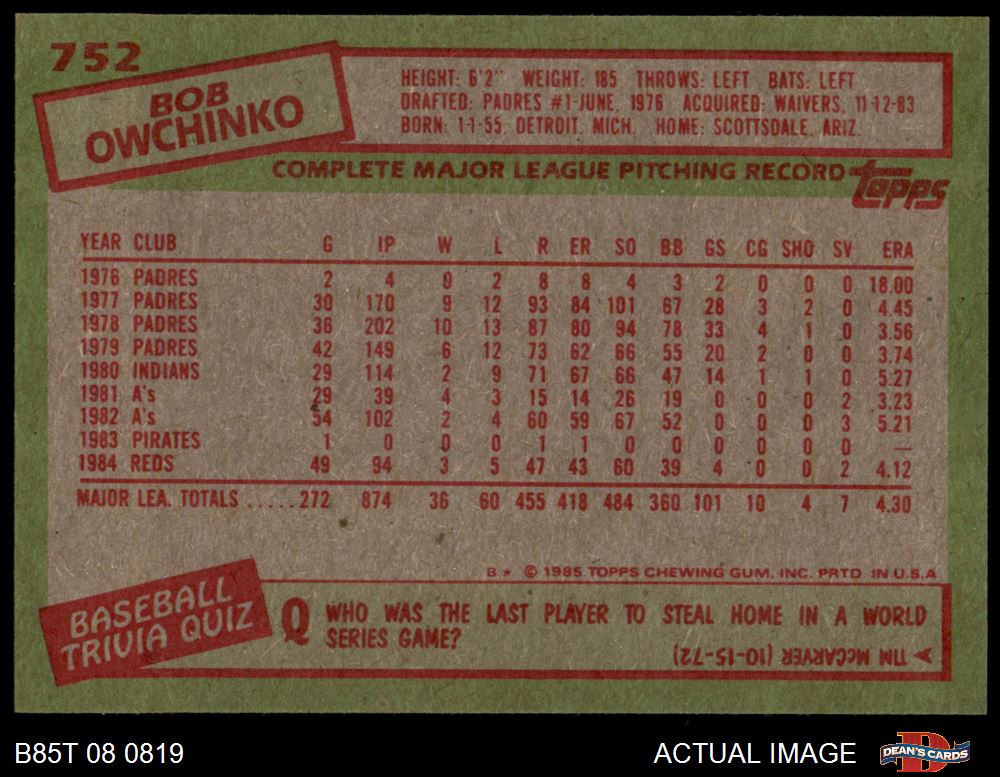 752
BOB
OWCHINKO
HEIGHT: 6'2" WEIGHT: 185 THROWS: LEFT BATS: LEFT
DRAFTED: PADRES #1-JUNE, 1976 ACQUIRED: WAIVERS, 11-12-83
BORN: 1-1-55, DETROIT, MICH. HOME: SCOTTSDALE, ARIZ.
COMPLETE MAJOR LEAGUE PITCHING RECORD topps
YEAR CLUB G IP W L R ER SO BB GS CG SHO SV ERA
1976 PADRES 2 4 0 2 8 8 4 3 2 0 0 0 18.00
1977 PADRES 30 170 9 12 93 84 101 67 28 3 2 0 4.45
1978 PADRES 36 202 10 13 87 80 94 78 33 4 1 0 3.56
1979 PADRES 42 149 6 12 73 62 66 55 20 2 0 0 3.74
1980 INDIANS 29 114 2 9 71 67 66 47 14 1 1 0 5.27
1981 A's 29 39 4 3 15 14 26 19 0 0 0 2 3.23
1982 A's 54 102 2 4 60 59 67 52 0 0 0 3 5.21
1983 PIRATES 1 0 0 0 1 1 0 0 0 0 0 0 —
1984 REDS 49 94 3 5 47 43 60 39 4 0 0 2 4.12
MAJOR LEA. TOTALS .....272 874 36 60 455 418 484 360 101 10 4 7 4.30
B * © 1985 TOPPS CHEWING GUM, INC. PRTD. IN U.S.A.
BASEBALL
TRIVIA QUIZ
Q WHO WAS THE LAST PLAYER TO STEAL HOME IN A WORLD
SERIES GAME?
A TIM McCARVER (10-15-72)
B85T 08 0819
ACTUAL IMAGE
D
DEAN'S CARDS